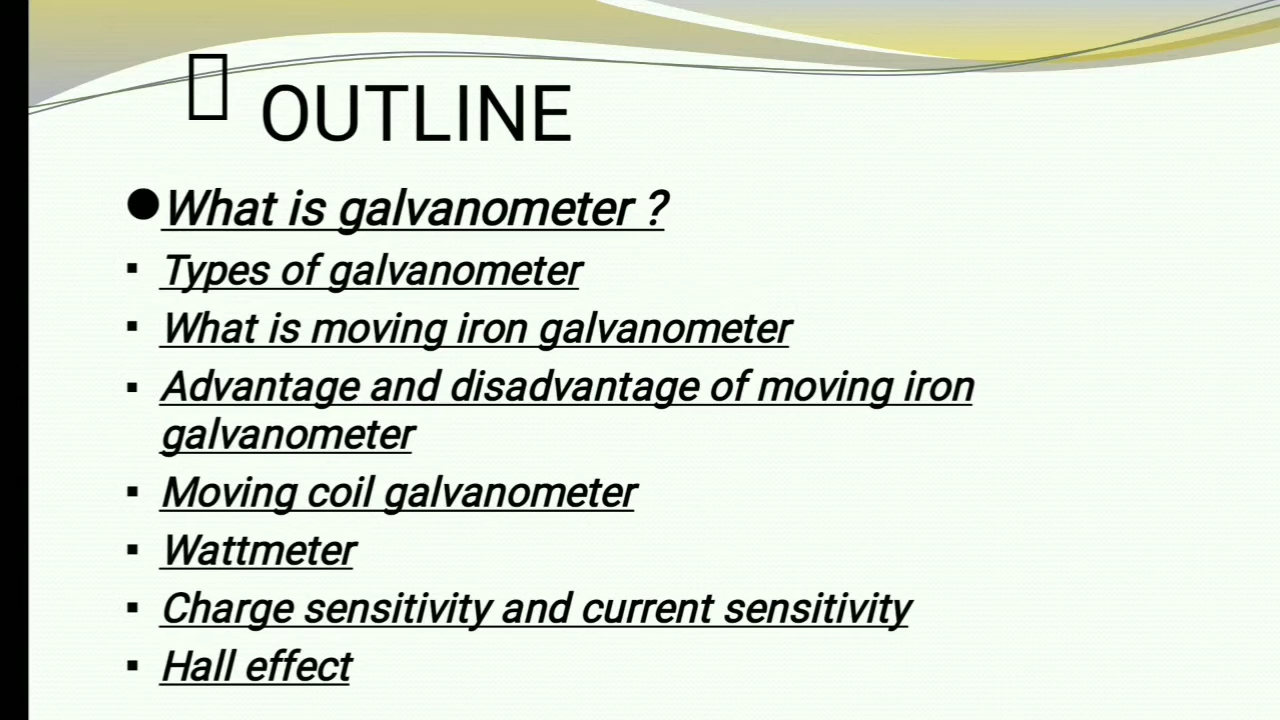 OUTLINE
What is galvanometer ?
Types of galvanometer
What is moving iron galvanometer
Advantage and disadvantage of moving iron
galvanometer
Moving coil galvanometer
Wattmeter
Charge sensitivity and current sensitivity
Hall effect